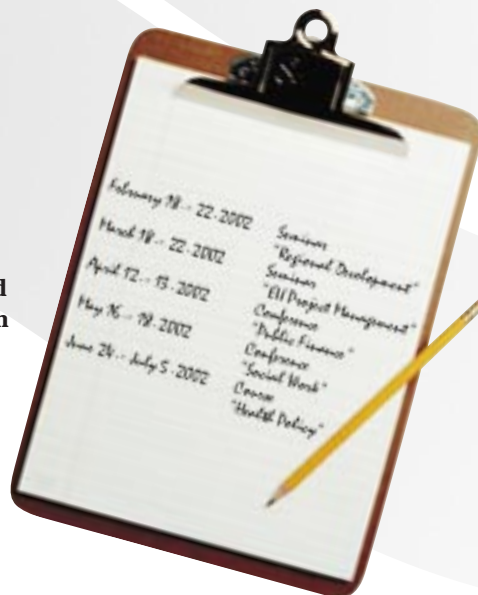 February 18 - 22.2002 Seminar
"Regional Development"
March 18 - 22.2002 Seminar
"EU Project Management"
April 12 - 13.2002 Conference
"Public Finance"
May 16 - 18.2002 Conference
"Social Work"
June 24 - July 5.2002 Course
"Health Policy"